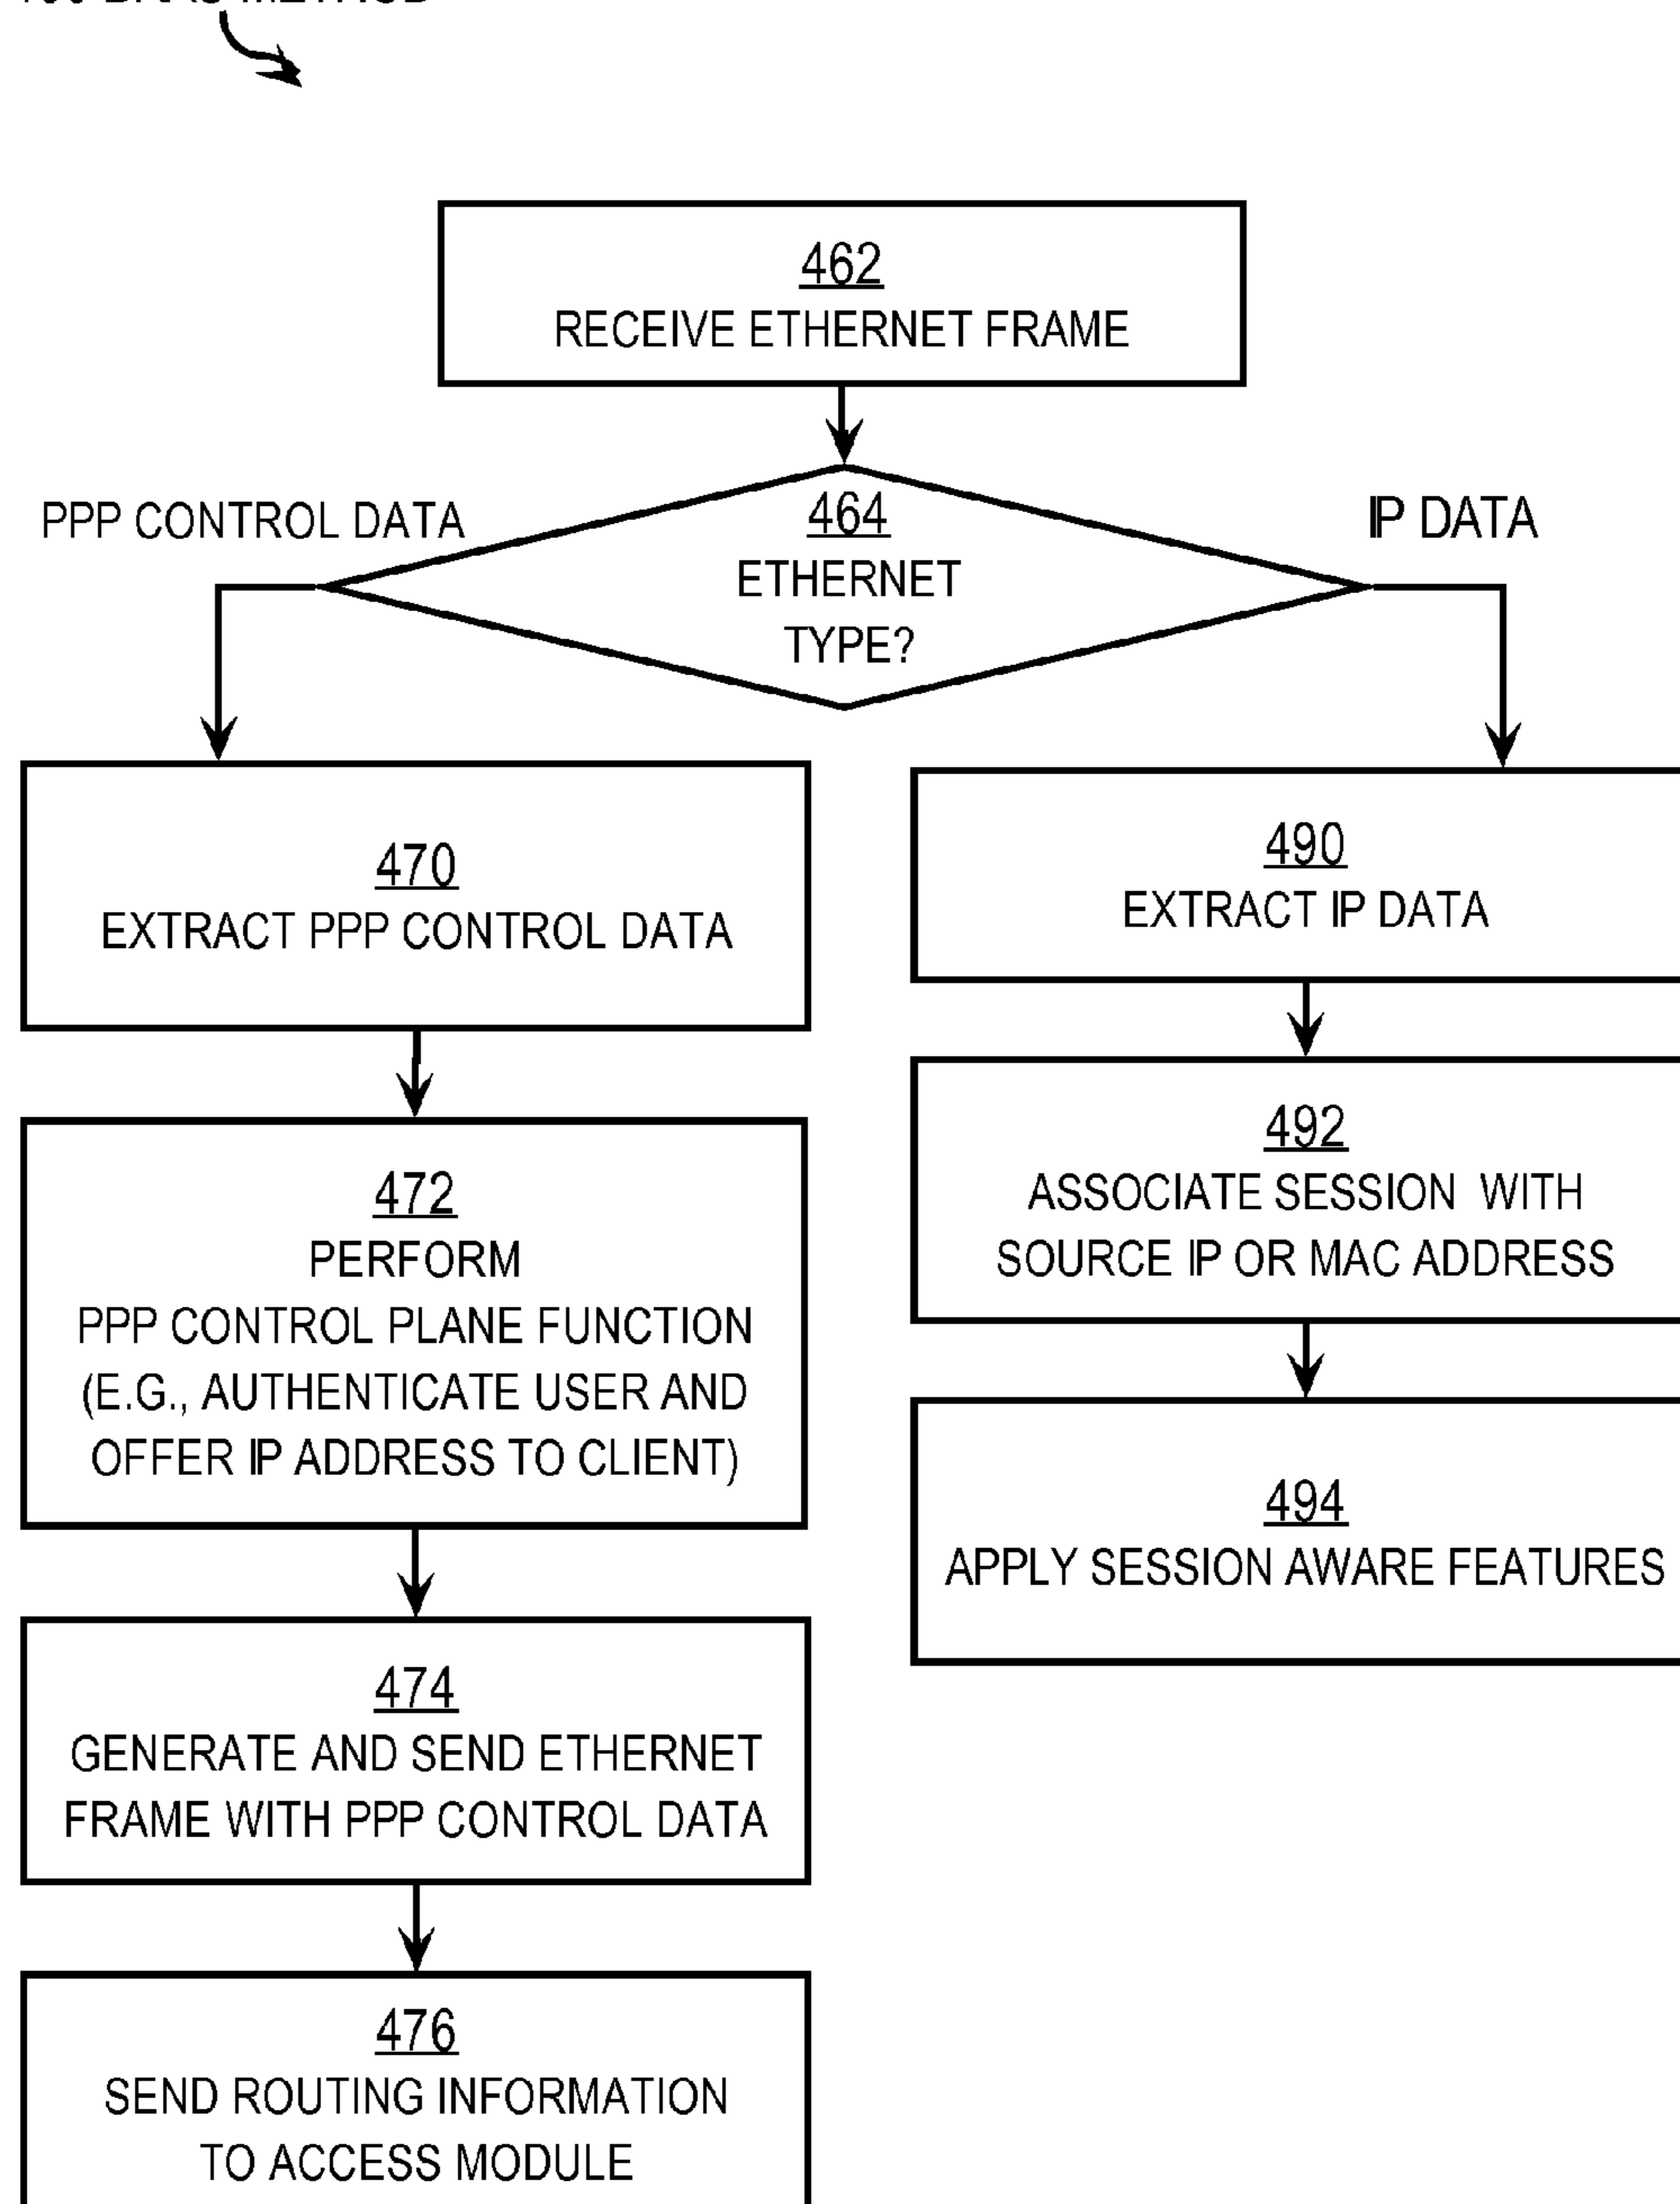 462
RECEIVE ETHERNET FRAME
PPP CONTROL DATA
464
ETHERNET
TYPE?
IP DATA
470
EXTRACT PPP CONTROL DATA
472
PERFORM
PPP CONTROL PLANE FUNCTION
(E.G., AUTHENTICATE USER AND
OFFER IP ADDRESS TO CLIENT)
474
GENERATE AND SEND ETHERNET
FRAME WITH PPP CONTROL DATA
476
SEND ROUTING INFORMATION
TO ACCESS MODULE
490
EXTRACT IP DATA
492
ASSOCIATE SESSION WITH
SOURCE IP OR MAC ADDRESS
494
APPLY SESSION AWARE FEATURES